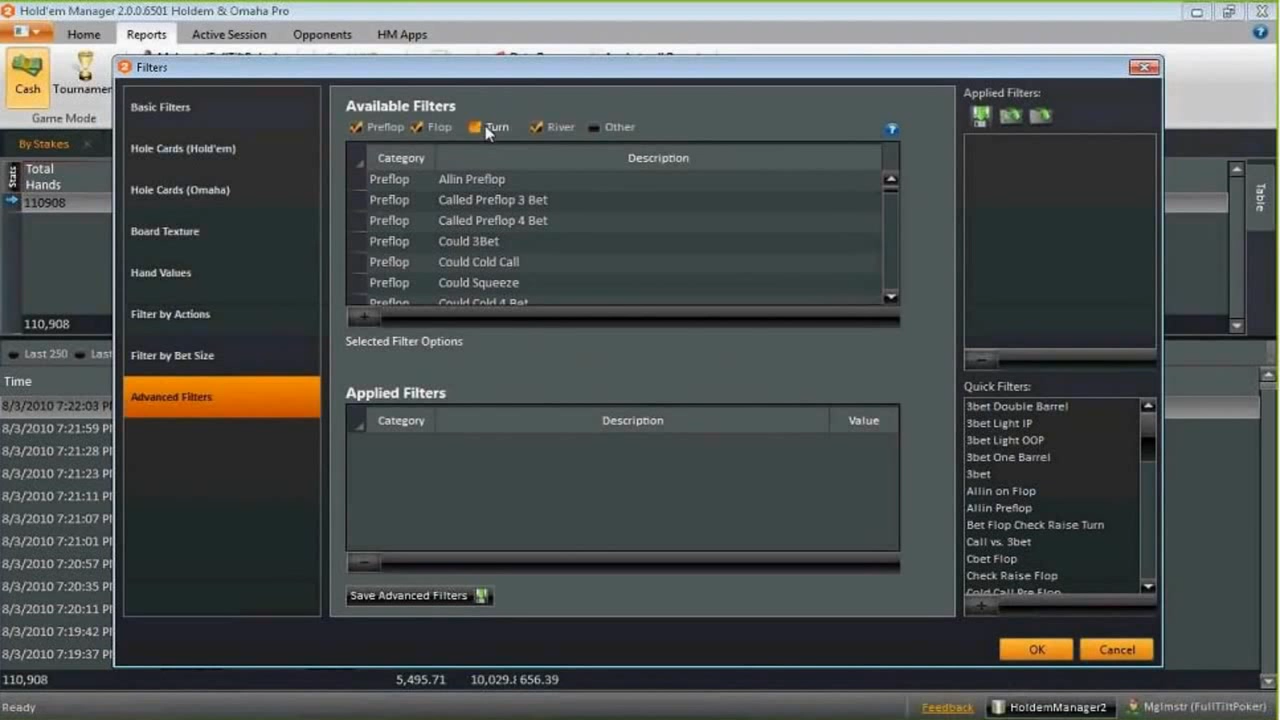 Hold'em Manager 2.0.0.6501 Holdem & Omaha Pro
Home Reports Active Session Opponents HM Apps
Cash
Game Mode
By Stakes
Stats
Total
Hands
110908
110,908
Last 250
Time
8/3/2010 7:22:03
8/3/2010 7:21:59
8/3/2010 7:21:28
8/3/2010 7:21:23
8/3/2010 7:21:11
8/3/2010 7:21:07
8/3/2010 7:21:01
8/3/2010 7:20:57
8/3/2010 7:20:35
8/3/2010 7:20:11
8/3/2010 7:19:42
8/3/2010 7:19:37
Filters
Basic Filters
Hole Cards (Hold'em)
Hole Cards (Omaha)
Board Texture
Hand Values
Filter by Actions
Filter by Bet Size
Advanced Filters
Available Filters
Preflop Flop Turn River Other
Category Description
Preflop Allin Preflop
Preflop Called Preflop 3 Bet
Preflop Called Preflop 4 Bet
Preflop Could 3Bet
Preflop Could Cold Call
Preflop Could Squeeze
Preflop Could Cold 4 Bet
Selected Filter Options
Applied Filters
Category Description Value
Save Advanced Filters
Applied Filters:
Quick Filters:
3bet Double Barrel
3bet Light IP
3bet Light OOP
3bet One Barrel
3bet
Allin on Flop
Allin Preflop
Bet Flop Check Raise Turn
Call vs. 3bet
Cbet Flop
Check Raise Flop
Cold Call Pre Flop
OK Cancel
Table
110,908 5,495.71 656.39
Ready Feedback HoldemManager2 MgImstr (FullTiltPoker)